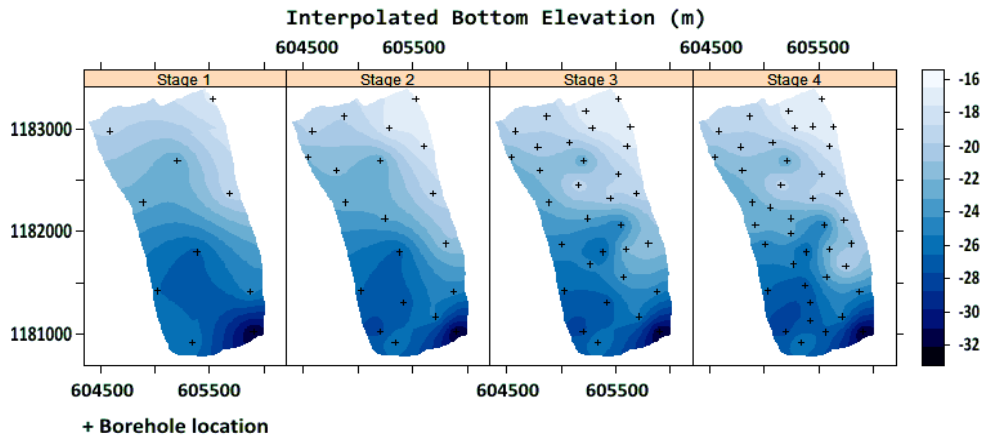 Interpolated Bottom Elevation (m)
604500 605500 604500 605500
Stage 1 Stage 2 Stage 3 Stage 4
1183000
1182000
1181000
-16
-18
-20
-22
-24
-26
-28
-30
-32
604500 605500 604500 605500
+ Borehole location